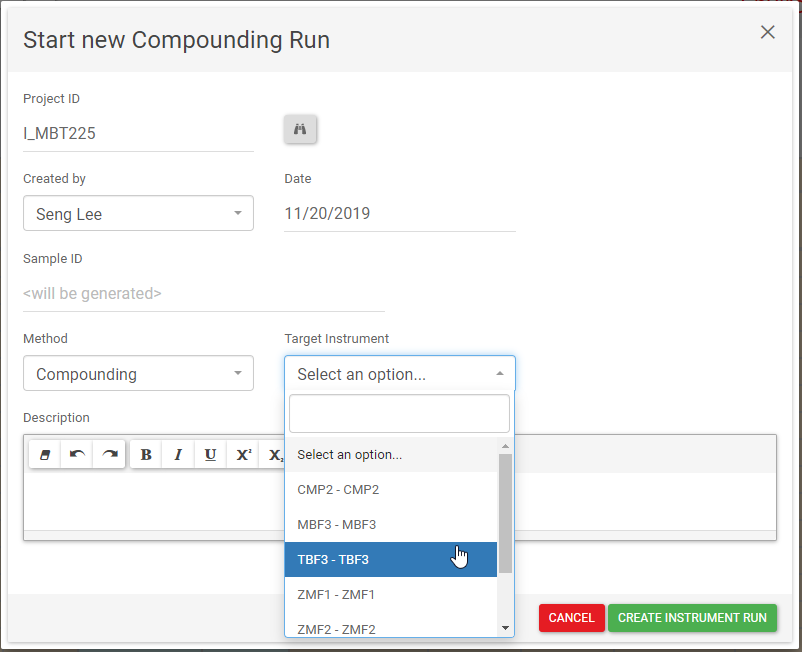 Start new Compounding Run
Project ID
I_MBT225
Created by
Date
Seng Lee
11/20/2019
Sample ID
<will be generated>
Method
Target Instrument
Compounding
Select an option...
Description
B I U X² X₂
Select an option...
CMP2 - CMP2
MBF3 - MBF3
TBF3 - TBF3
ZMF1 - ZMF1
ZMF2 - ZMF2
CANCEL
CREATE INSTRUMENT RUN